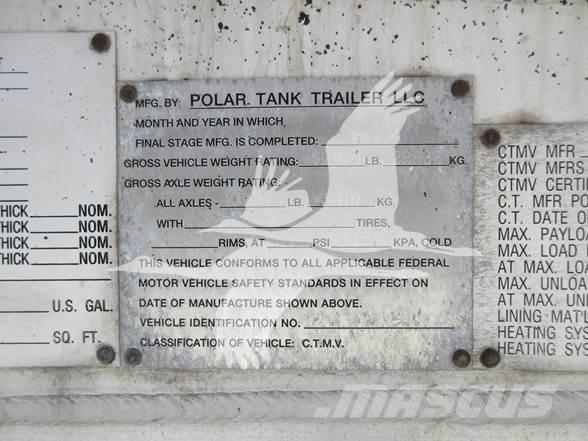 MFG. BY: POLAR TANK TRAILER LLC
MONTH AND YEAR IN WHICH,
FINAL STAGE MFG. IS COMPLETED:
GROSS VEHICLE WEIGHT RATING: LB. KG.
GROSS AXLE WEIGHT RATING:
ALL AXLES- LB. KG.
WITH TIRES,
RIMS, AT PSI KPA, COLD
THIS VEHICLE CONFORMS TO ALL APPLICABLE FEDERAL
MOTOR VEHICLE SAFETY STANDARDS IN EFFECT ON
DATE OF MANUFACTURE SHOWN ABOVE.
VEHICLE IDENTIFICATION NO.
CLASSIFICATION OF VEHICLE: C.T.M.V.
THICK NOM.
THICK NOM.
THICK NOM.
THICK NOM.
U.S. GAL.
SQ. FT.
CTMV MFR
CTMV MFRS
CTMV CERTI
C.T. MFR PO
C.T. DATE O
MAX. PAYLO
MAX. LOAD
AT MAX. LOA
MAX. UNLOA
AT MAX. UN
LINING MAT'L
HEATING SYS
HEATING SYS
MASCUS